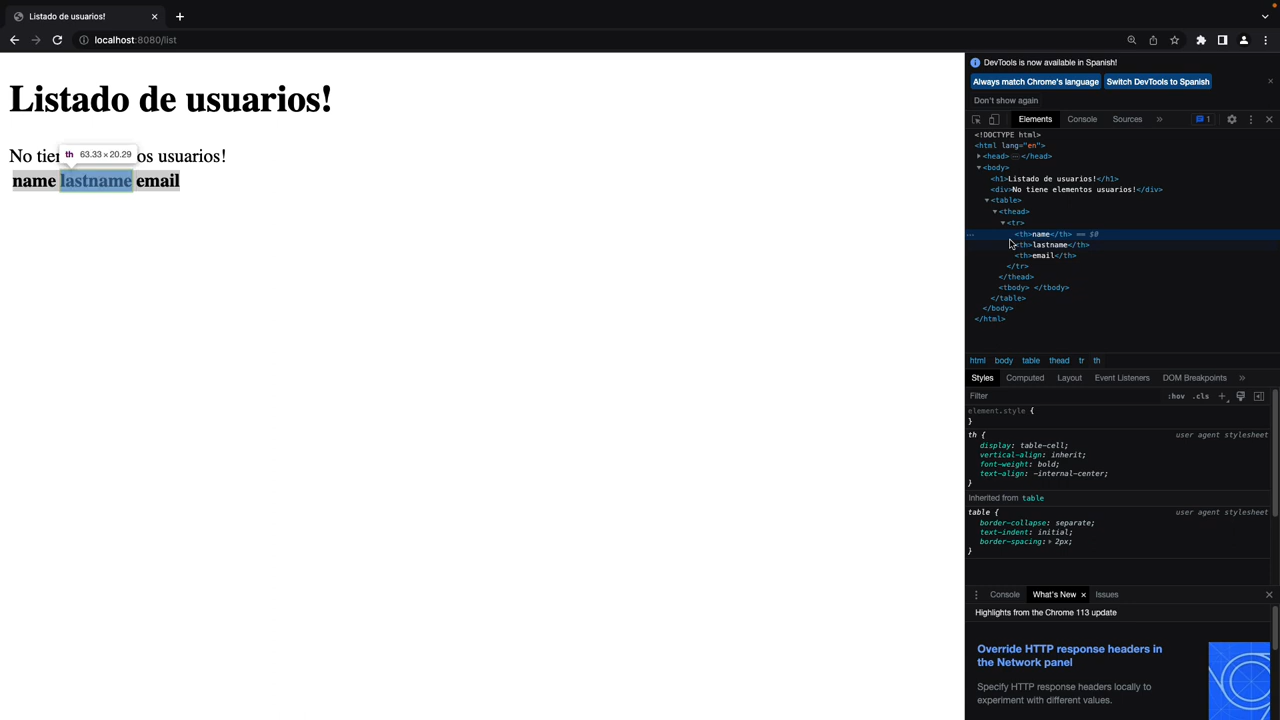 Listado de usuarios!
localhost:8080/list
Listado de usuarios!
No tien
os usuarios!
th 63.33 × 20.29
name lastname email
DevTools is now available in Spanish!
Always match Chrome's language
Switch DevTools to Spanish
Don't show again
Elements
Console
Sources
»
1
<!DOCTYPE html>
<html lang="en">
<head> … </head>
<body>
<h1>Listado de usuarios!</h1>
<div>No tiene elementos usuarios!</div>
<table>
<thead>
<tr>
<th>name</th> == $0
<th>lastname</th>
<th>email</th>
</tr>
</thead>
<tbody> </tbody>
</table>
</body>
</html>
html body table thead tr th
Styles Computed Layout Event Listeners DOM Breakpoints »
Filter :hov .cls +
element.style {
}
th { user agent stylesheet
display: table-cell;
vertical-align: inherit;
font-weight: bold;
text-align: -internal-center;
}
Inherited from table
table { user agent stylesheet
border-collapse: separate;
text-indent: initial;
border-spacing: 2px;
}
Console What's New × Issues
Highlights from the Chrome 113 update
Override HTTP response headers in
the Network panel
Specify HTTP response headers locally to
experiment with different values.